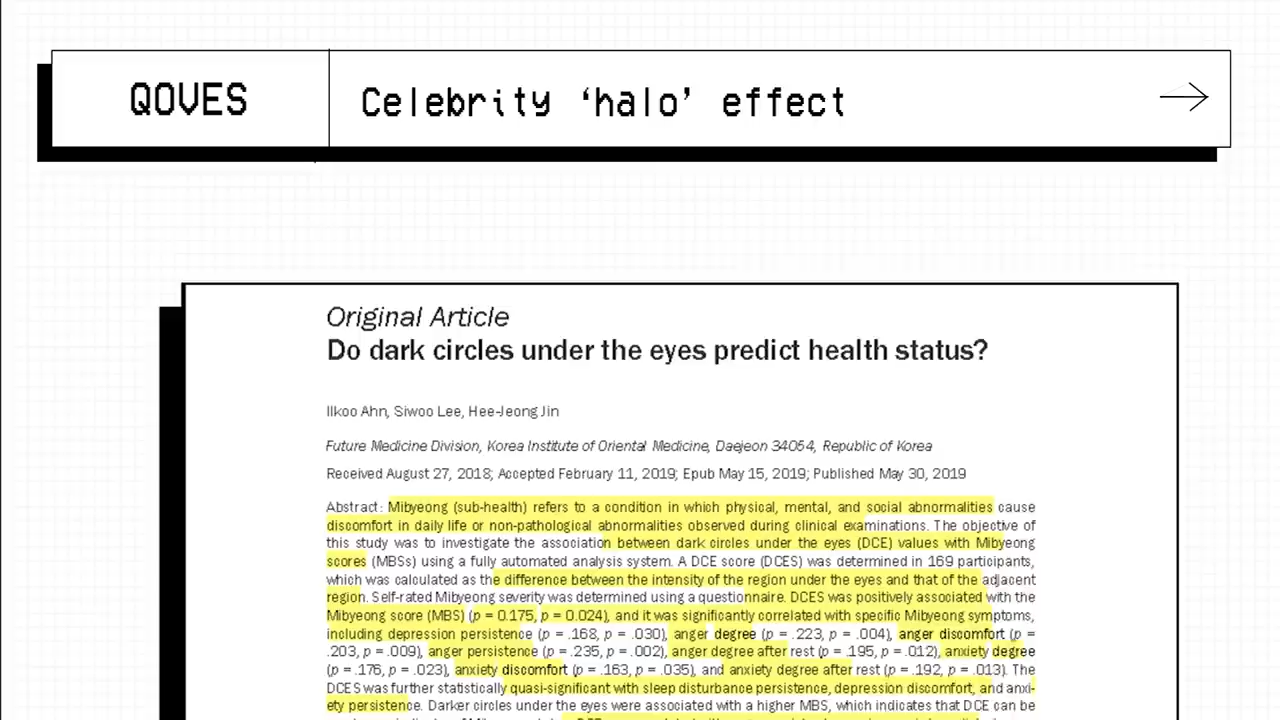 QOVES
Celebrity ‘halo’ effect
Original Article
Do dark circles under the eyes predict health status?
Ilkoo Ahn, Siwoo Lee, Hee-Jeong Jin
Future Medicine Division, Korea Institute of Oriental Medicine, Daejeon 34054, Republic of Korea
Received August 27, 2018; Accepted February 11, 2019; Epub May 15, 2019; Published May 30, 2019
Abstract: Mibyeong (sub-health) refers to a condition in which physical, mental, and social abnormalities cause
discomfort in daily life or non-pathological abnormalities observed during clinical examinations. The objective of
this study was to investigate the association between dark circles under the eyes (DCE) values with Mibyeong
scores (MBSs) using a fully automated analysis system. A DCE score (DCES) was determined in 169 participants,
which was calculated as the difference between the intensity of the region under the eyes and that of the adjacent
region. Self-rated Mibyeong severity was determined using a questionnaire. DCES was positively associated with the
Mibyeong score (MBS) (p = 0.175, p = 0.024), and it was significantly correlated with specific Mibyeong symptoms,
including depression persistence (p = .168, p = .030), anger degree (p = .223, p = .004), anger discomfort (p =
.203, p = .009), anger persistence (p = .235, p = .002), anger degree after rest (p = .195, p = .012), anxiety degree
(p = .176, p = .023), anxiety discomfort (p = .163, p = .035), and anxiety degree after rest (p = .192, p = .013). The
DCES was further statistically quasi-significant with sleep disturbance persistence, depression discomfort, and anxi-
ety persistence. Darker circles under the eyes were associated with a higher MBS, which indicates that DCE can be